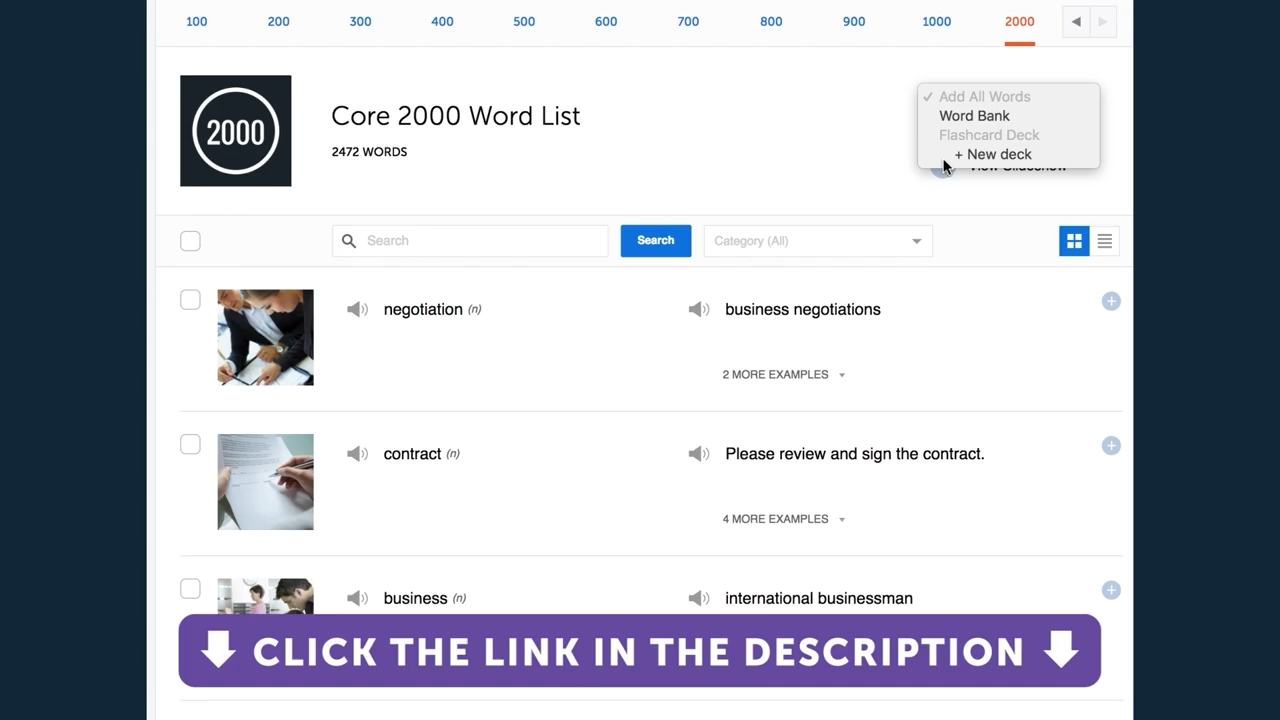 100 200 300 400 500 600 700 800 900 1000 2000
2000
Core 2000 Word List
2472 WORDS
✓ Add All Words
Word Bank
Flashcard Deck
+ New deck
View Slideshow
Search
Search
Category (All)
negotiation (n)
business negotiations
2 MORE EXAMPLES
contract (n)
Please review and sign the contract.
4 MORE EXAMPLES
business (n)
international businessman
CLICK THE LINK IN THE DESCRIPTION